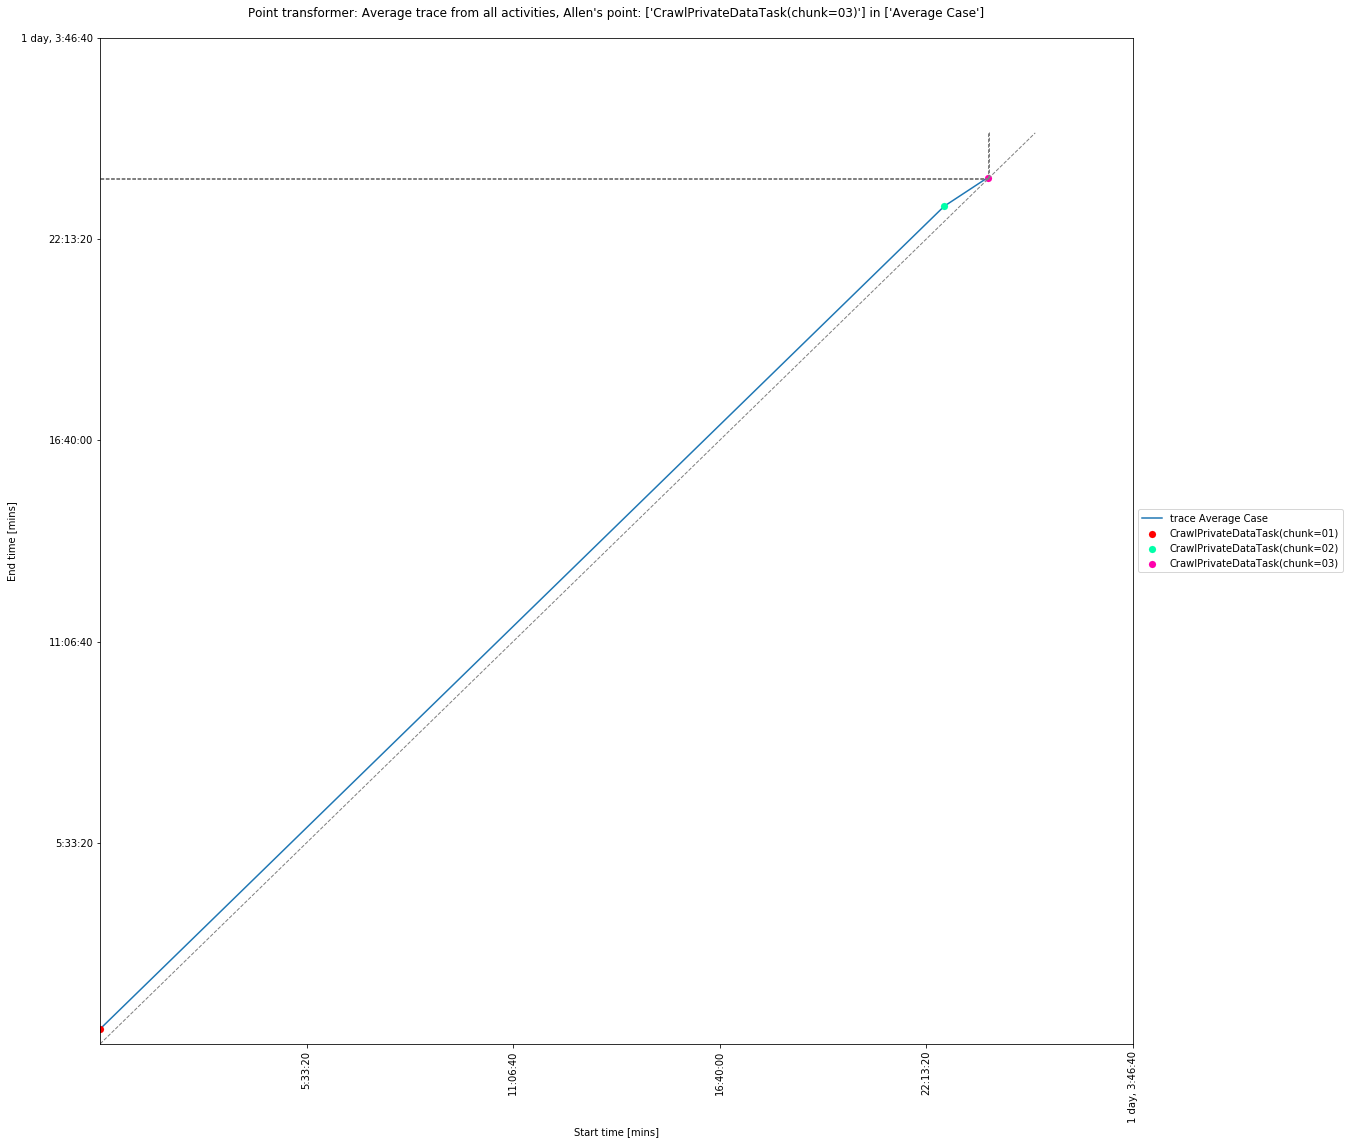 Point transformer: Average trace from all activities, Allen's point: ['CrawlPrivateDataTask(chunk=03)'] in ['Average Case']
1 day, 3:46:40
22:13:20
16:40:00
11:06:40
5:33:20
End time [mins]
trace Average Case
CrawlPrivateDataTask(chunk=01)
CrawlPrivateDataTask(chunk=02)
CrawlPrivateDataTask(chunk=03)
5:33:20
11:06:40
16:40:00
22:13:20
1 day, 3:46:40
Start time [mins]